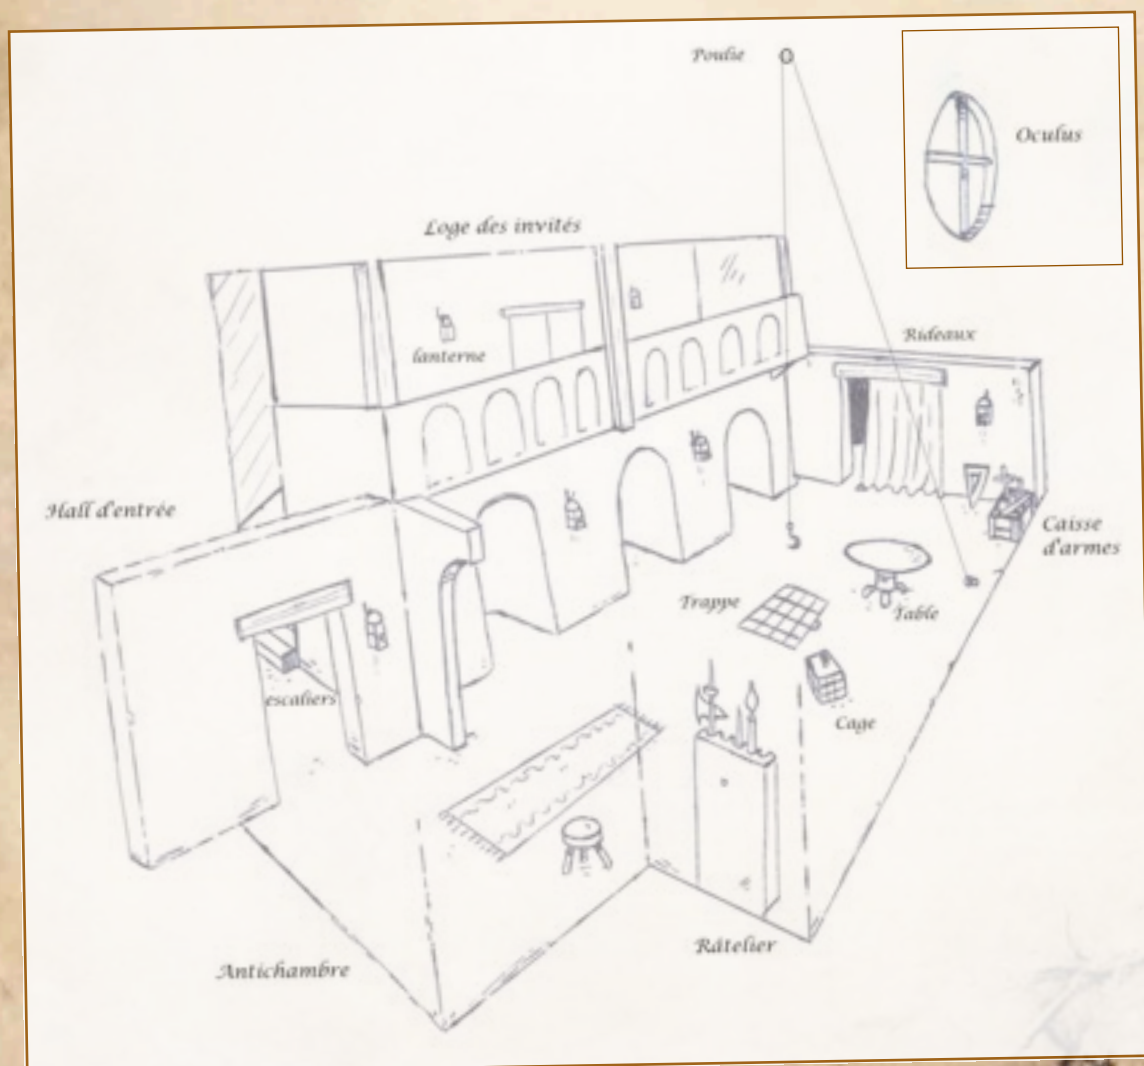 Poulie
Oculus
Loge des invités
Rideaux
lanterne
Hall d'entrée
Caisse
d'armes
Trappe
Table
escaliers
Cage
Râtelier
Antichambre